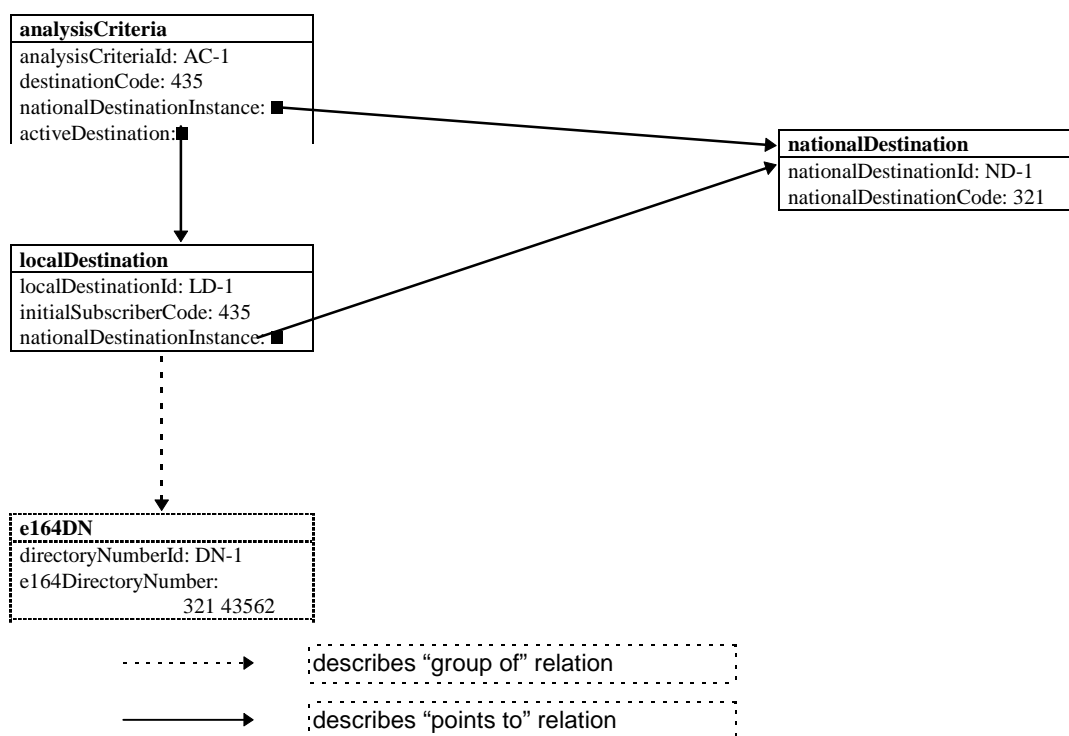 analysisCriteria
analysisCriteriaId: AC-1
destinationCode: 435
nationalDestinationInstance:
activeDestination:
nationalDestination
nationalDestinationId: ND-1
nationalDestinationCode: 321
localDestination
localDestinationId: LD-1
initialSubscriberCode: 435
nationalDestinationInstance:
e164DN
directoryNumberId: DN-1
e164DirectoryNumber:
321 43562
describes “group of” relation
describes “points to” relation